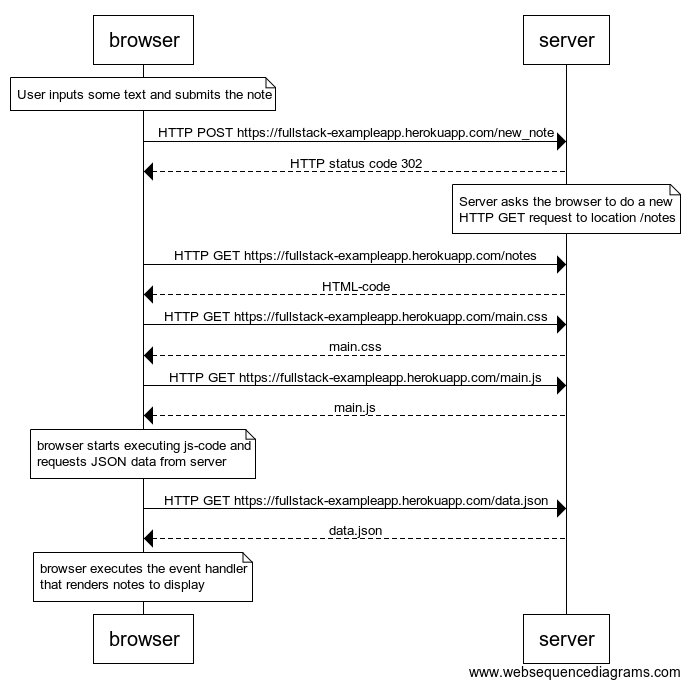 browser
server
User inputs some text and submits the note
HTTP POST https://fullstack-exampleapp.herokuapp.com/new_note
HTTP status code 302
Server asks the browser to do a new
HTTP GET request to location /notes
HTTP GET https://fullstack-exampleapp.herokuapp.com/notes
HTML-code
HTTP GET https://fullstack-exampleapp.herokuapp.com/main.css
main.css
HTTP GET https://fullstack-exampleapp.herokuapp.com/main.js
main.js
browser starts executing js-code and
requests JSON data from server
HTTP GET https://fullstack-exampleapp.herokuapp.com/data.json
data.json
browser executes the event handler
that renders notes to display
browser
server
www.websequencediagrams.com